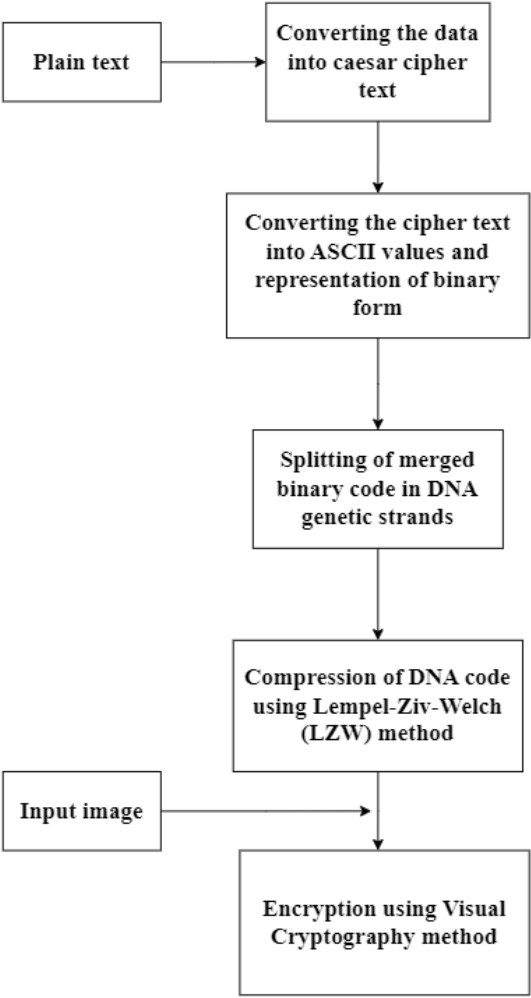 Plain text
Converting the data
into caesar cipher
text
Converting the cipher text
into ASCII values and
representation of binary
form
Splitting of merged
binary code in DNA
genetic strands
Compression of DNA code
using Lempel-Ziv-Welch
(LZW) method
Input image
Encryption using Visual
Cryptography method